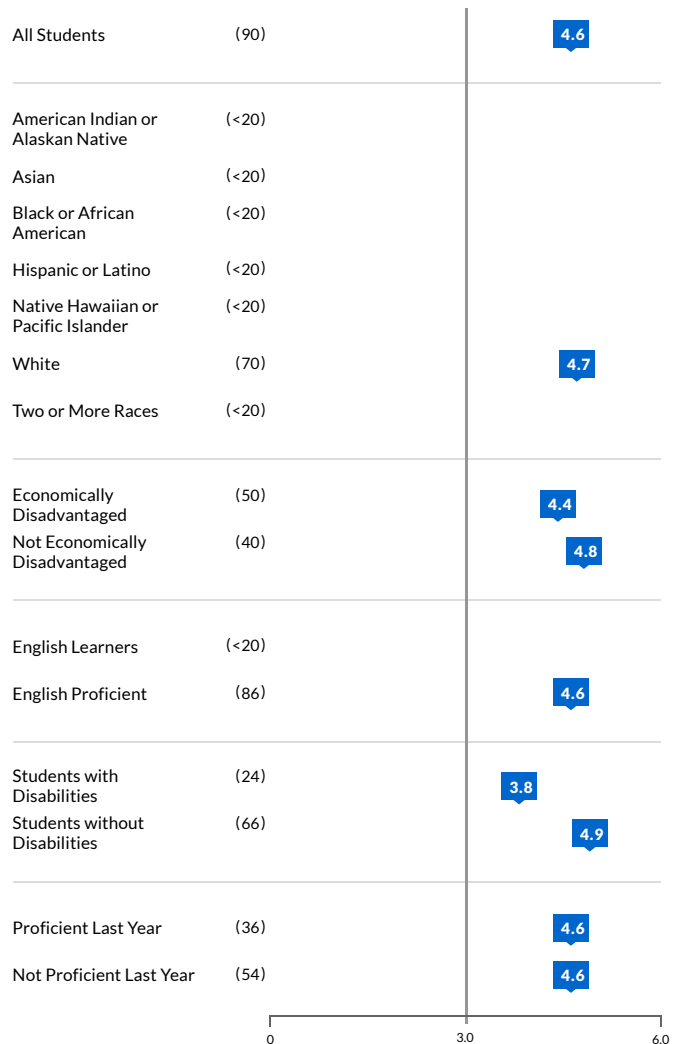 All Students (90) 4.6
American Indian or (<20)
Alaskan Native
Asian (<20)
Black or African (<20)
American
Hispanic or Latino (<20)
Native Hawaiian or (<20)
Pacific Islander
White (70) 4.7
Two or More Races (<20)
Economically (50) 4.4
Disadvantaged
Not Economically (40) 4.8
Disadvantaged
English Learners (<20)
English Proficient (86) 4.6
Students with (24) 3.8
Disabilities
Students without (66) 4.9
Disabilities
Proficient Last Year (36) 4.6
Not Proficient Last Year (54) 4.6
0 3.0 6.0